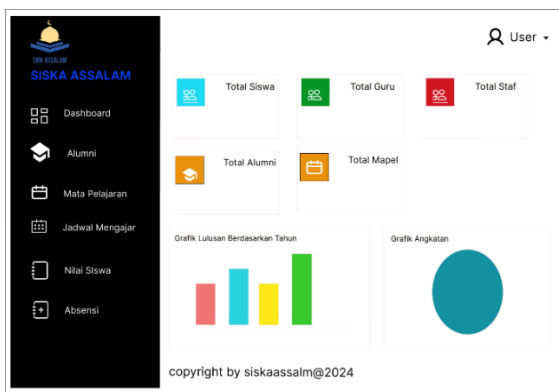 SMK ASSALAM
SISKA ASSALAM
Dashboard
Alumni
Mata Pelajaran
Jadwal Mengajar
Nilai SIswa
Absensi
User
Total Siswa
Total Guru
Total Staf
Total Alumni
Total Mapel
Grafik Lulusan Berdasarkan Tahun
Grafik Angkatan
copyright by siskaassalm@2024